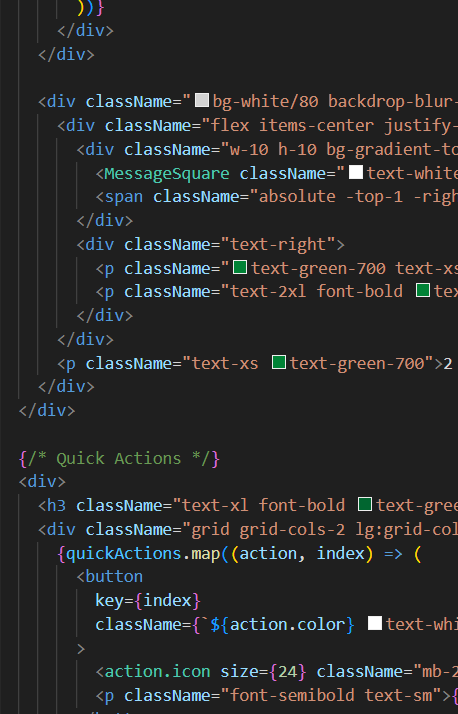 ))}
</div>
</div>
<div className="bg-white/80 backdrop-blur-
<div className="flex items-center justify-
<div className="w-10 h-10 bg-gradient-to
<MessageSquare className="text-white
<span className="absolute -top-1 -righ
</div>
<div className="text-right">
<p className="text-green-700 text-xs
<p className="text-2xl font-bold te
</div>
</div>
<p className="text-xs text-green-700">2
</div>
</div>
{/* Quick Actions */}
<div>
<h3 className="text-xl font-bold text-gree
<div className="grid grid-cols-2 lg:grid-col
{quickActions.map((action, index) => (
<button
key={index}
className={`${action.color} text-whi
>
<action.icon size={24} className="mb-2
<p className="font-semibold text-sm">{